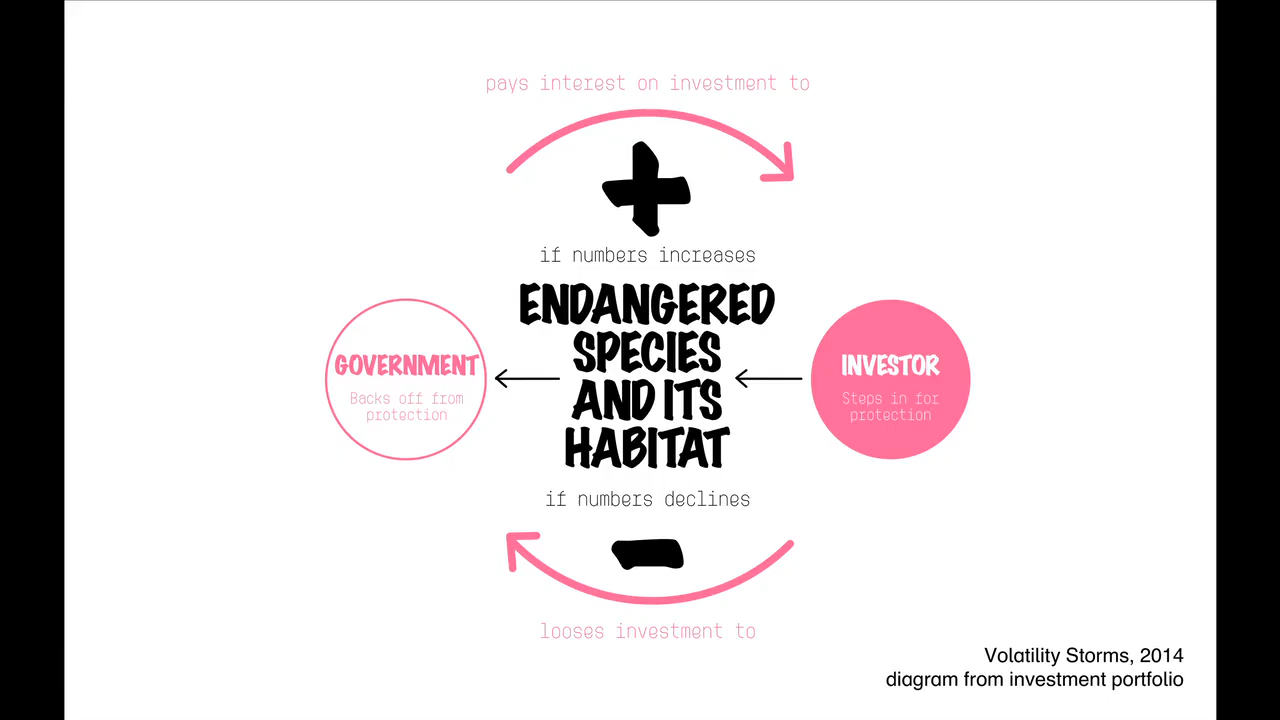 pays interest on investment to
if numbers increases
ENDANGERED
SPECIES
AND ITS
HABITAT
GOVERNMENT
Backs off from
protection
INVESTOR
Steps in for
protection
if numbers declines
looses investment to
Volatility Storms, 2014
diagram from investment portfolio